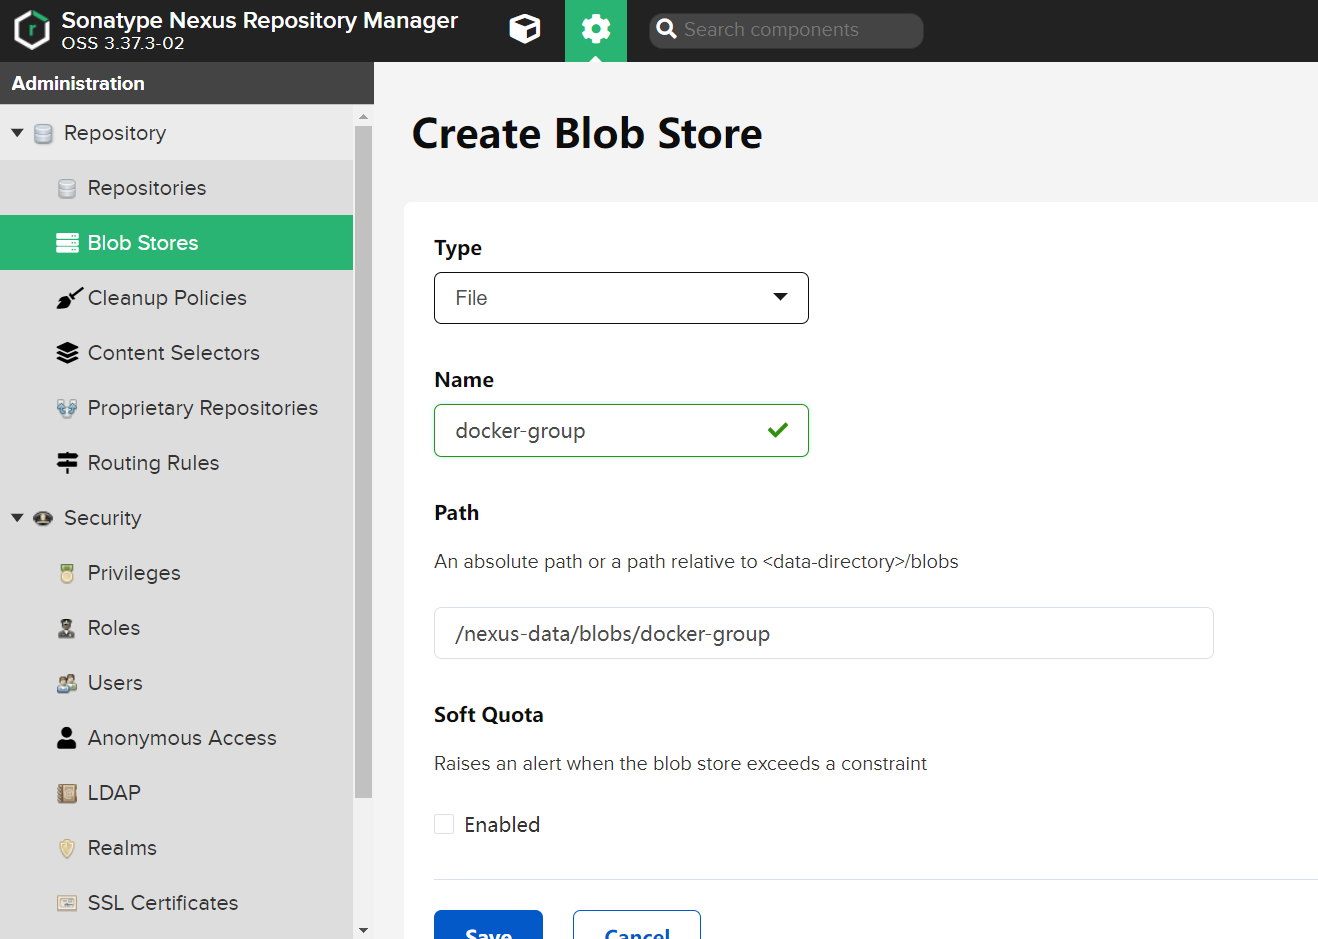 Sonatype Nexus Repository Manager
OSS 3.37.3-02
Search components
Administration
Repository
Repositories
Blob Stores
Cleanup Policies
Content Selectors
Proprietary Repositories
Routing Rules
Security
Privileges
Roles
Users
Anonymous Access
LDAP
Realms
SSL Certificates
Create Blob Store
Type
File
Name
docker-group
Path
An absolute path or a path relative to <data-directory>/blobs
/nexus-data/blobs/docker-group
Soft Quota
Raises an alert when the blob store exceeds a constraint
Enabled
Save
Cancel